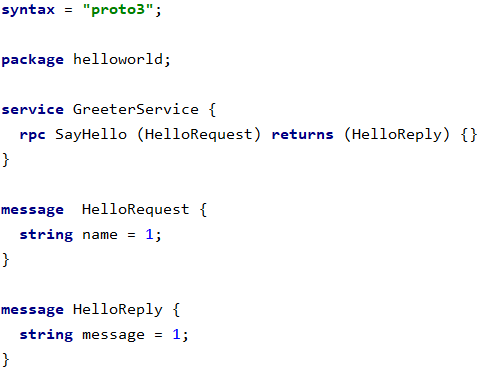 syntax = "proto3";

package helloworld;

service GreeterService {
  rpc SayHello (HelloRequest) returns (HelloReply) {}
}

message  HelloRequest {
  string name = 1;
}

message HelloReply {
  string message = 1;
}